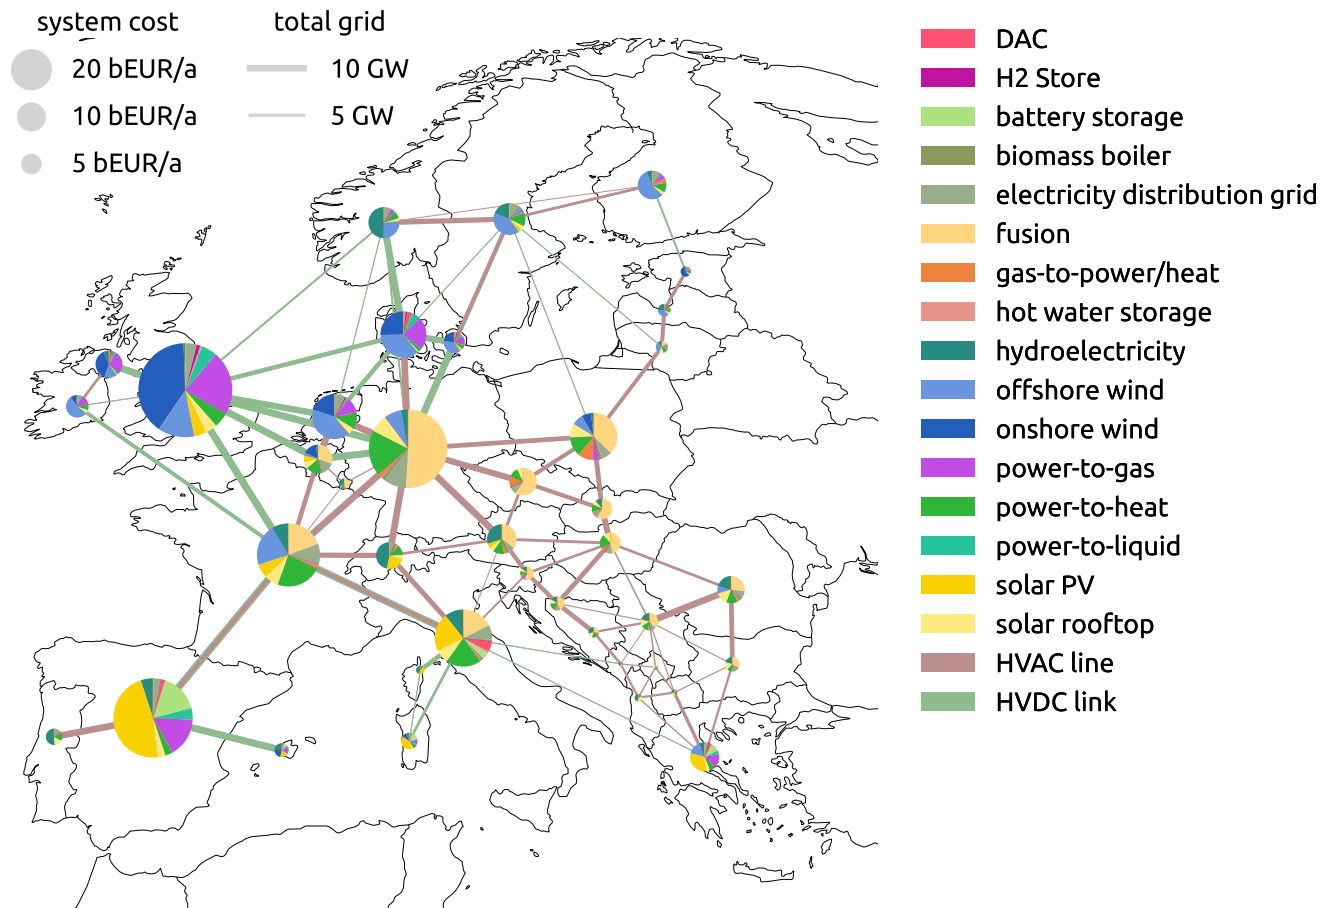 system cost
total grid
20 bEUR/a
10 GW
10 bEUR/a
5 GW
5 bEUR/a
DAC
H2 Store
battery storage
biomass boiler
electricity distribution grid
fusion
gas-to-power/heat
hot water storage
hydroelectricity
offshore wind
onshore wind
power-to-gas
power-to-heat
power-to-liquid
solar PV
solar rooftop
HVAC line
HVDC link